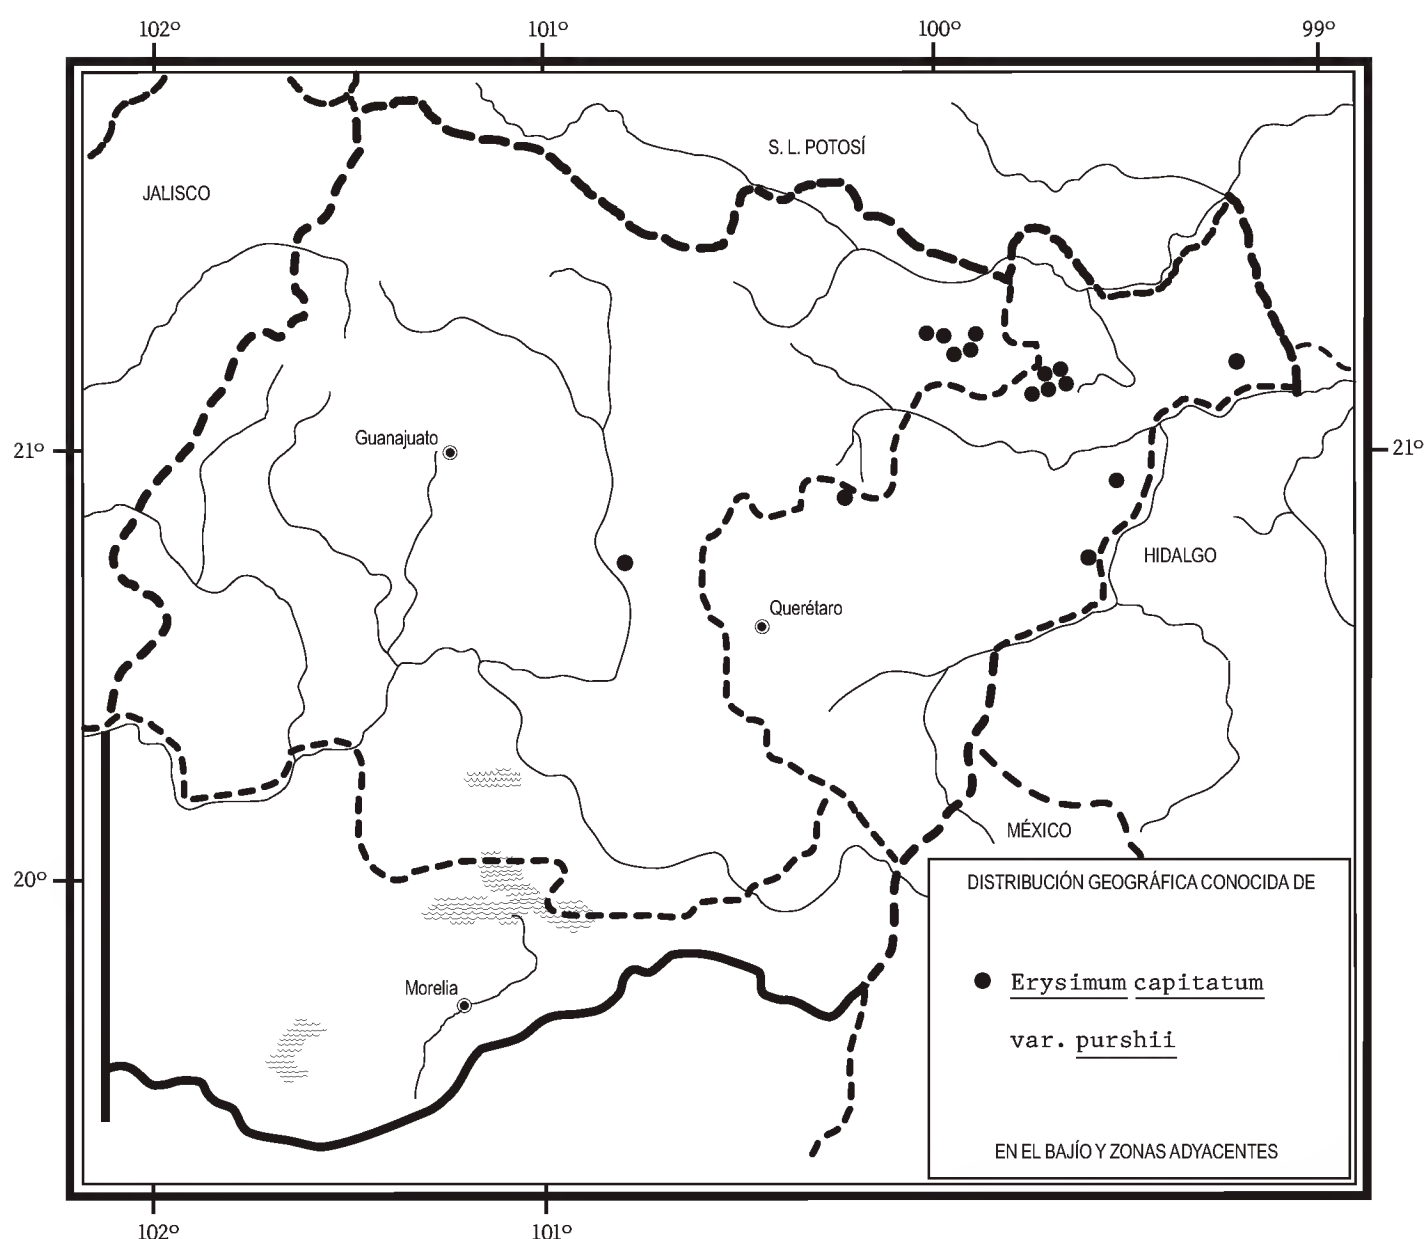 102º
101º
100º
99º
S. L. POTOSÍ
JALISCO
Guanajuato
21º
21º
HIDALGO
Querétaro
MÉXICO
20º
DISTRIBUCIÓN GEOGRÁFICA CONOCIDA DE
Erysimum capitatum
Morelia
var. purshii
EN EL BAJÍO Y ZONAS ADYACENTES
102º
101º